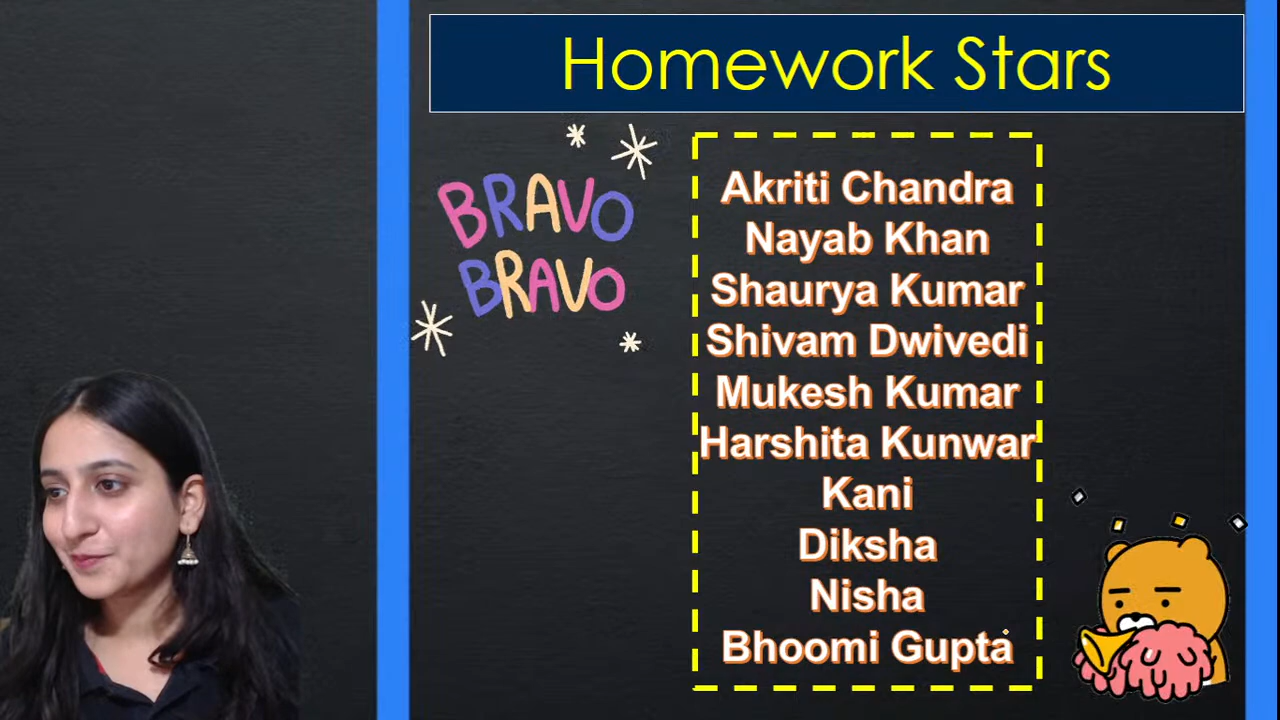 Homework Stars
BRAVO
BRAVO
Akriti Chandra
Nayab Khan
Shaurya Kumar
Shivam Dwivedi
Mukesh Kumar
Harshita Kunwar
Kani
Diksha
Nisha
Bhoomi Gupta